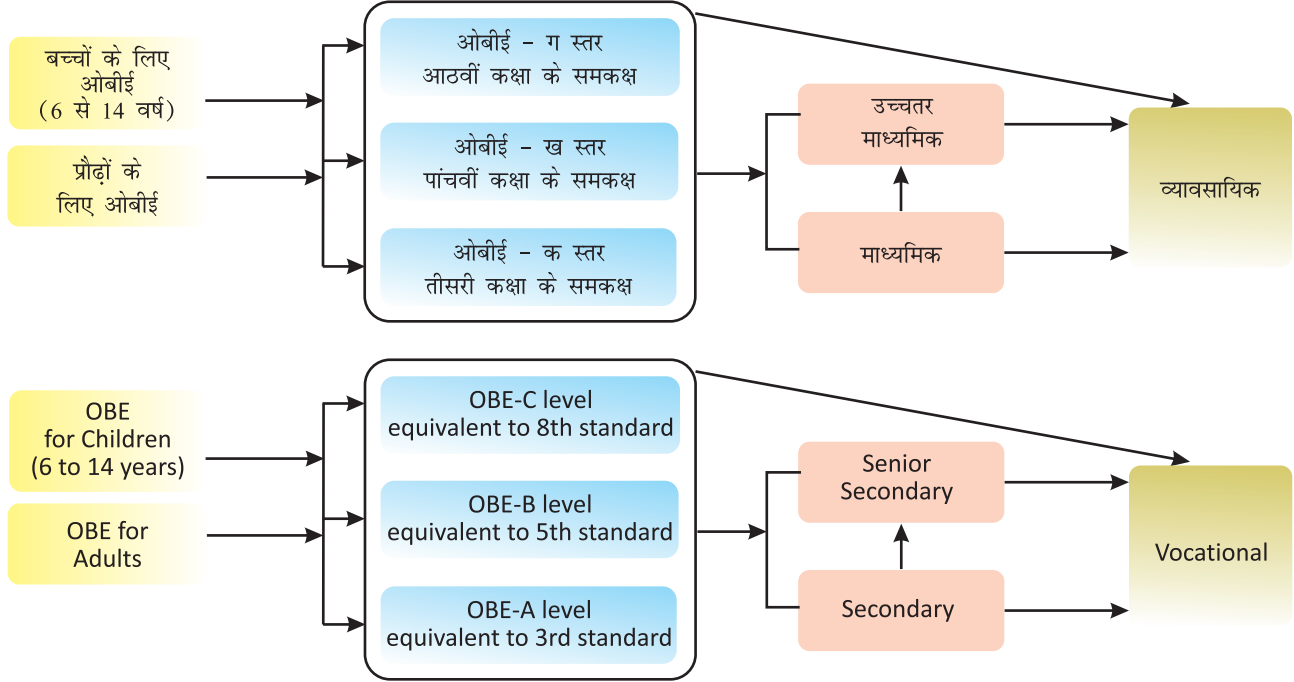 बच्चों के लिए
ओबीई
(6 से 14 वर्ष)
प्रौढ़ों के
लिए ओबीई
ओबीई – ग स्तर
आठवीं कक्षा के समकक्ष
ओबीई – ख स्तर
पांचवीं कक्षा के समकक्ष
ओबीई – क स्तर
तीसरी कक्षा के समकक्ष
उच्चतर
माध्यमिक
माध्यमिक
व्यावसायिक
OBE
for Children
(6 to 14 years)
OBE for
Adults
OBE-C level
equivalent to 8th standard
OBE-B level
equivalent to 5th standard
OBE-A level
equivalent to 3rd standard
Senior
Secondary
Secondary
Vocational